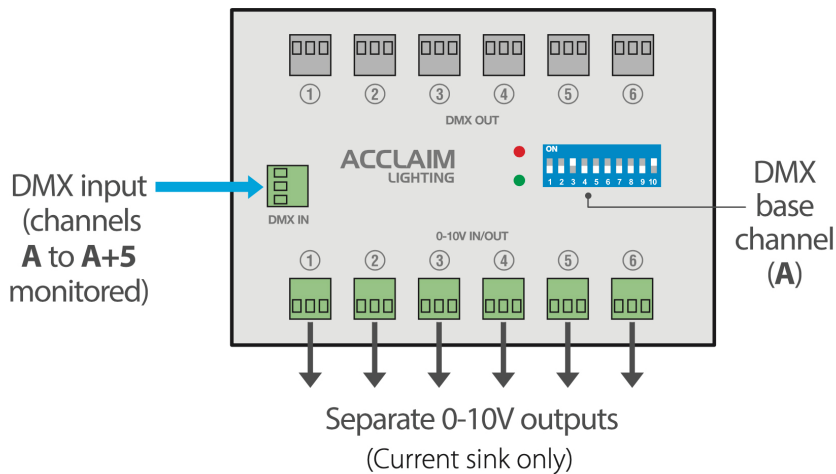 ① ② ③ ④ ⑤ ⑥
DMX OUT
ACCLAIM
LIGHTING
ON
1 2 3 4 5 6 7 8 9 10
DMX input
(channels
A to A+5
monitored)
DMX IN
DMX
base
channel
(A)
0-10V IN/OUT
① ② ③ ④ ⑤ ⑥
Separate 0-10V outputs
(Current sink only)